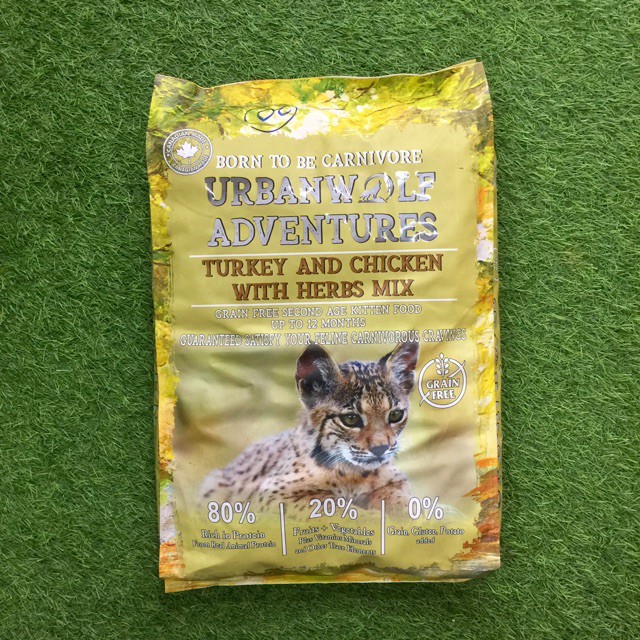 BORN TO BE CARNIVORE
URBANWOLF
ADVENTURES
TURKEY AND CHICKEN
WITH HERBS MIX
GRAIN FREE SECOND AGE KITTEN FOOD
UP TO 12 MONTHS
GUARANTEED SATISFY YOUR FELINE CARNIVOROUS CRAVINGS
GRAIN
FREE
80%
Rich in Protein
From Real Animal Protein
20%
Fruits + Vegetables
Plus Vitamins Minerals
and Other Trace Elements
0%
Grain, Gluten, Potato
added